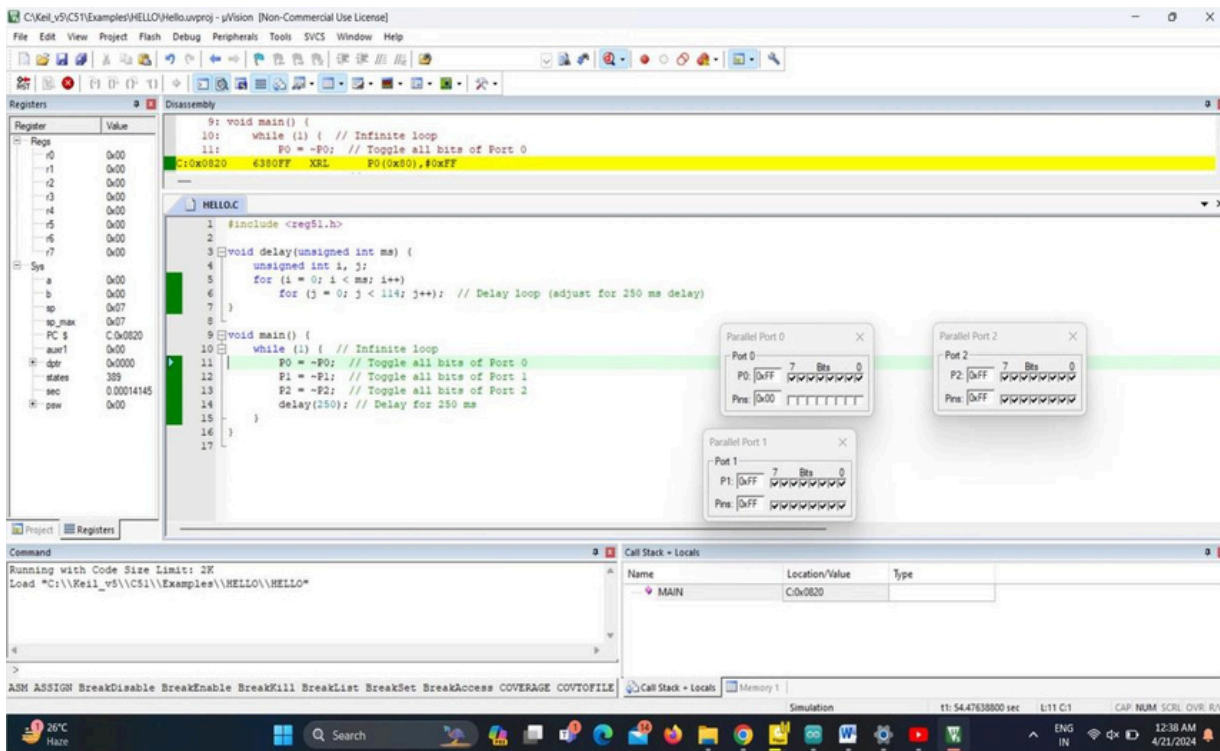 C:\Keil_v5\C51\Examples\HELLO\Hello.uvproj - µVision [Non-Commercial Use License]
File Edit View Project Flash Debug Peripherals Tools SVCS Window Help
Registers
Register Value
Regs
r0 0x00
r1 0x00
r2 0x00
r3 0x00
r4 0x00
r5 0x00
r6 0x00
r7 0x00
Sys
a 0x00
b 0x00
sp 0x07
sp_max 0x07
PC $ C:0x0820
auxr1 0x00
dptr 0x0000
states 389
sec 0.00014145
psw 0x00
Project Registers
Disassembly
9: void main() {
10: while (1) { // Infinite loop
11: P0 = ~P0; // Toggle all bits of Port 0
C:0x0820 6380FF XRL P0(0x80),#0xFF
HELLO.C
1 #include <reg51.h>
2
3 void delay(unsigned int ms) {
4 unsigned int i, j;
5 for (i = 0; i < ms; i++)
6 for (j = 0; j < 114; j++); // Delay loop (adjust for 250 ms delay)
7 }
8
9 void main() {
10 while (1) { // Infinite loop
11 P0 = ~P0; // Toggle all bits of Port 0
12 P1 = ~P1; // Toggle all bits of Port 1
13 P2 = ~P2; // Toggle all bits of Port 2
14 delay(250); // Delay for 250 ms
15 }
16 }
17
Parallel Port 0
Port 0
7 Bits 0
P0: 0xFF
Pins: 0x00
Parallel Port 2
Port 2
7 Bits 0
P2: 0xFF
Pins: 0xFF
Parallel Port 1
Port 1
7 Bits 0
P1: 0xFF
Pins: 0xFF
Command
Running with Code Size Limit: 2K
Load "C:\\Keil_v5\\C51\\Examples\\HELLO\\HELLO"
>
ASM ASSIGN BreakDisable BreakEnable BreakKill BreakList BreakSet BreakAccess COVERAGE COVTOFILE
Call Stack + Locals
Name Location/Value Type
MAIN C:0x0820
Call Stack + Locals Memory 1
Simulation t1: 54.47638800 sec L:11 C:1 CAP NUM SCRL OVR R/
26°C
Haze
Search
ENG
IN
12:38 AM
4/21/2024